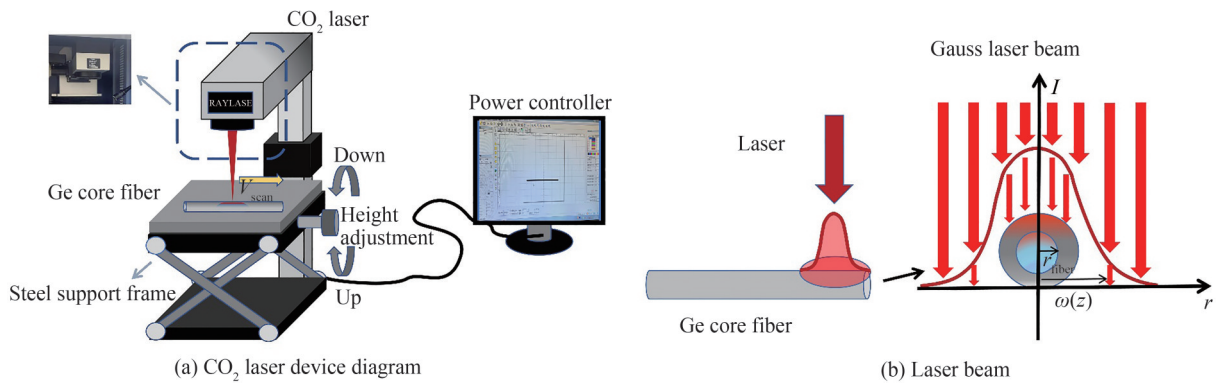 CO₂ laser
RAYLASE
Power controller
Down
Ge core fiber
V scan
Height
adjustment
Steel support frame
Up
(a) CO₂ laser device diagram
Gauss laser beam
I
Laser
r fiber
ω(z)
r
Ge core fiber
(b) Laser beam